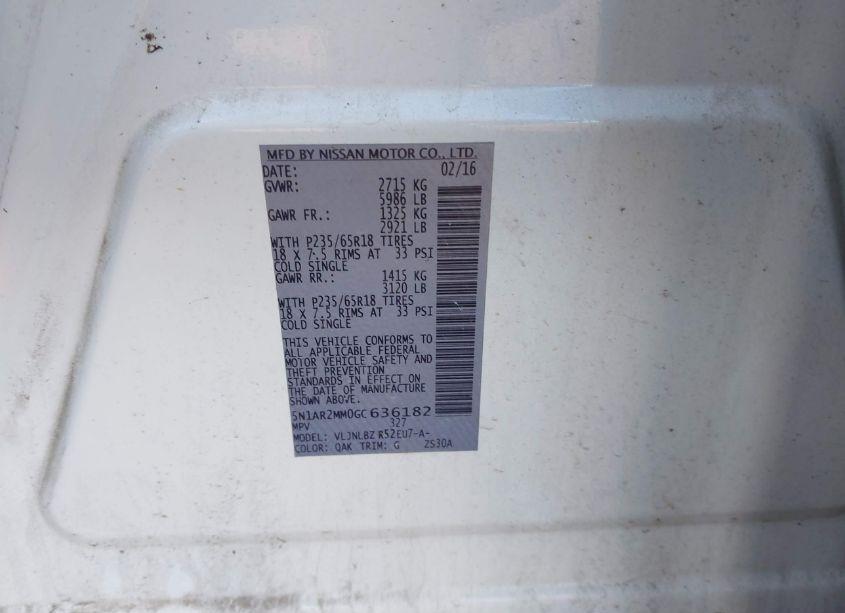 MFD BY NISSAN MOTOR CO., LTD.
DATE: 02/16
GVWR: 2715 KG
5986 LB
GAWR FR.: 1325 KG
2921 LB
WITH P235/65R18 TIRES
18 X 7.5 RIMS AT 33 PSI
COLD SINGLE
GAWR RR.: 1415 KG
3120 LB
WITH P235/65R18 TIRES
18 X 7.5 RIMS AT 33 PSI
COLD SINGLE
THIS VEHICLE CONFORMS TO
ALL APPLICABLE FEDERAL
MOTOR VEHICLE SAFETY AND
THEFT PREVENTION
STANDARDS IN EFFECT ON
THE DATE OF MANUFACTURE
SHOWN ABOVE.
5N1AR2MM0GC636182
MPV 327
MODEL: VLJNLBZ R52EU7-A-
COLOR: QAK TRIM: G ZS30A